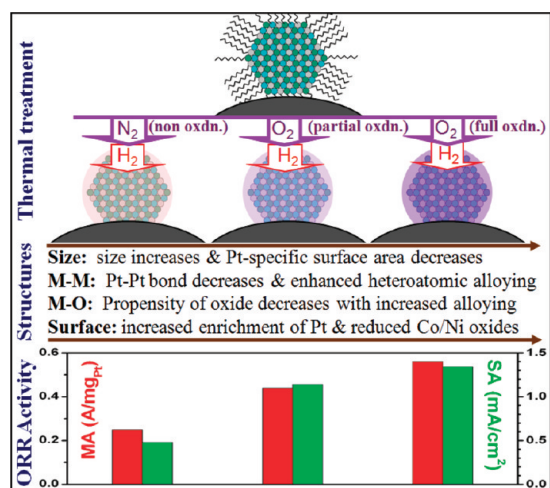 Thermal treatment
N₂ (non oxdn.) O₂ (partial oxdn.) O₂ (full oxdn.)
H₂ H₂ H₂
Structures
Size: size increases & Pt-specific surface area decreases
M-M: Pt-Pt bond decreases & enhanced heteroatomic alloying
M-O: Propensity of oxide decreases with increased alloying
Surface: increased enrichment of Pt & reduced Co/Ni oxides
ORR Activity
MA (A/mgPt)
0.6
0.4
0.2
0.0
SA (mA/cm²)
1.5
1.0
0.5
0.0